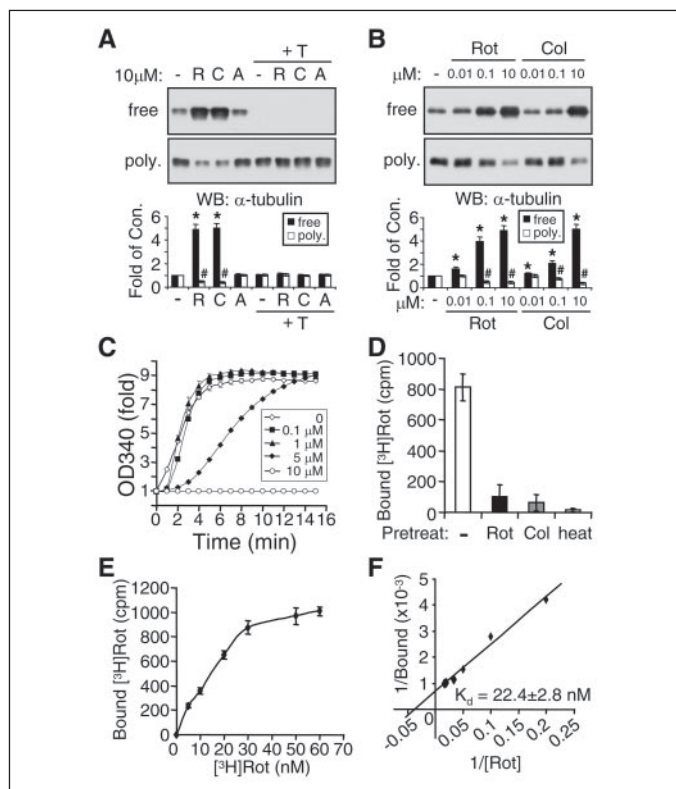 A
+ T
10μM: - R C A - R C A
free
poly.
WB: α-tubulin
Fold of Con.
6
4
2
0
free
poly.
* *
# #
- R C A - R C A
+ T
B
Rot Col
μM: - 0.01 0.1 10 0.01 0.1 10
free
poly.
WB: α-tubulin
Fold of Con.
6
4
2
0
free
poly.
* * * * * *
# # # #
μM: - 0.01 0.1 10 0.01 0.1 10
Rot Col
C
OD340 (fold)
9
7
5
3
1
0
0.1 μM
1 μM
5 μM
10 μM
0 2 4 6 8 10 12 14 16
Time (min)
D
Bound [³H]Rot (cpm)
1000
800
600
400
200
0
Pretreat: - Rot Col heat
E
Bound [³H]Rot (cpm)
1200
1000
800
600
400
200
0
0 10 20 30 40 50 60 70
[³H]Rot (nM)
F
1/Bound (x10⁻³)
5
4
3
2
1
0
Kd = 22.4±2.8 nM
-0.05 0 0.05 0.1 0.15 0.2 0.25
1/[Rot]